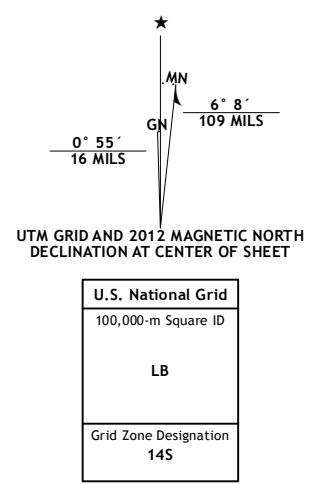 ★
MN
GN
6° 8´
109 MILS
0° 55´
16 MILS
UTM GRID AND 2012 MAGNETIC NORTH
DECLINATION AT CENTER OF SHEET
U.S. National Grid
100,000-m Square ID
LB
Grid Zone Designation
14S